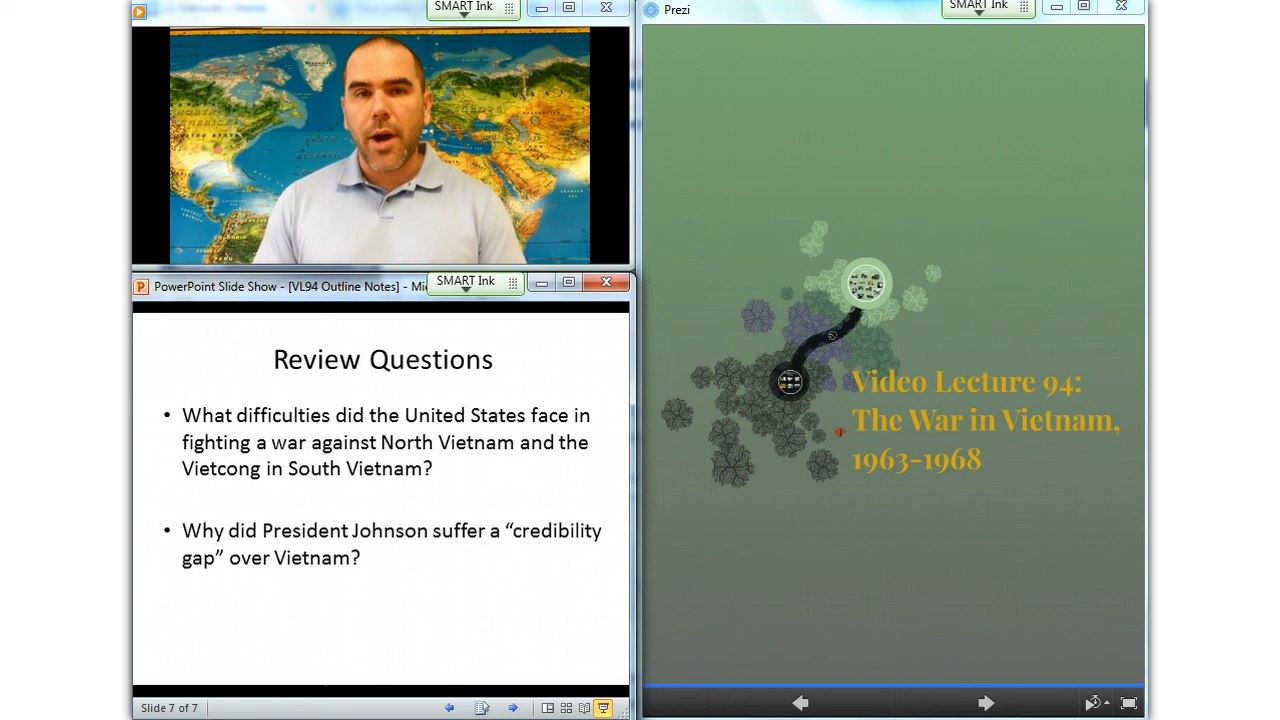 SMART Ink
PowerPoint Slide Show - [VL94 Outline Notes] - Mi
SMART Ink
Review Questions
• What difficulties did the United States face in
fighting a war against North Vietnam and the
Vietcong in South Vietnam?
• Why did President Johnson suffer a “credibility
gap” over Vietnam?
Slide 7 of 7
Prezi
SMART Ink
Video Lecture 94:
The War in Vietnam,
1963-1968